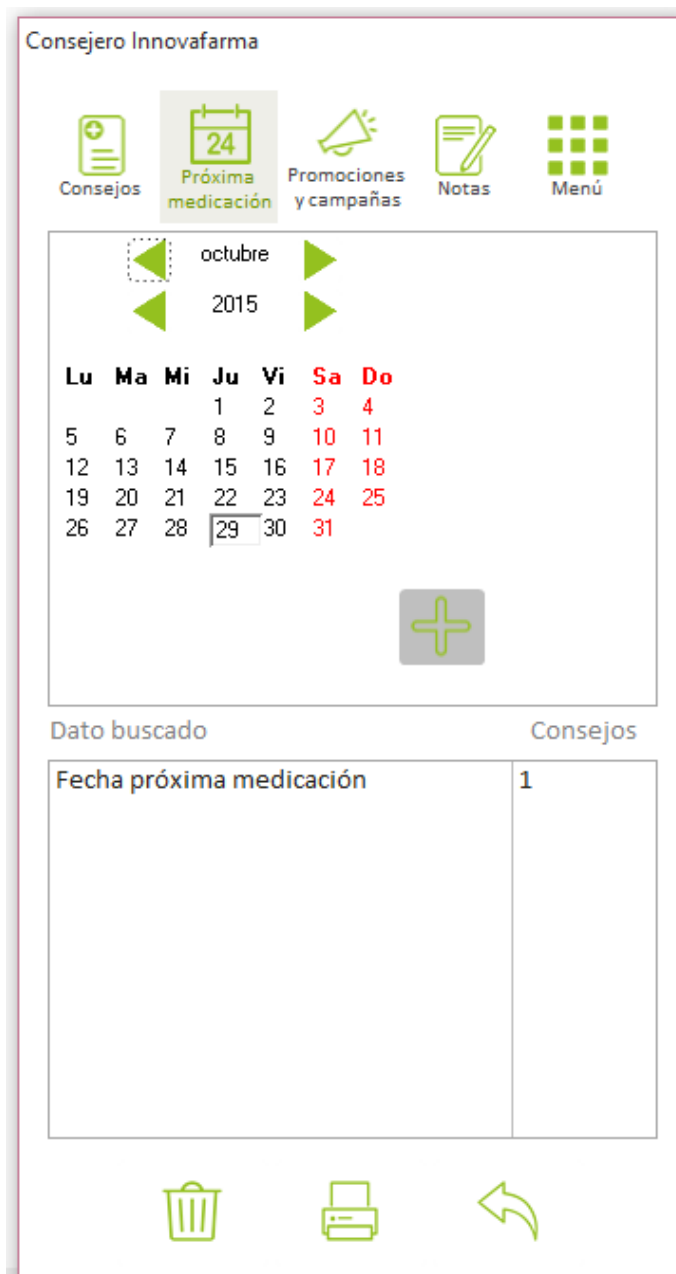 Consejero Innovafarma
24
Consejos
Próxima
medicación
Promociones
y campañas
Notas
Menú
octubre
2015
Lu Ma Mi Ju Vi Sa Do
1 2 3 4
5 6 7 8 9 10 11
12 13 14 15 16 17 18
19 20 21 22 23 24 25
26 27 28 29 30 31
Dato buscado Consejos
Fecha próxima medicación 1